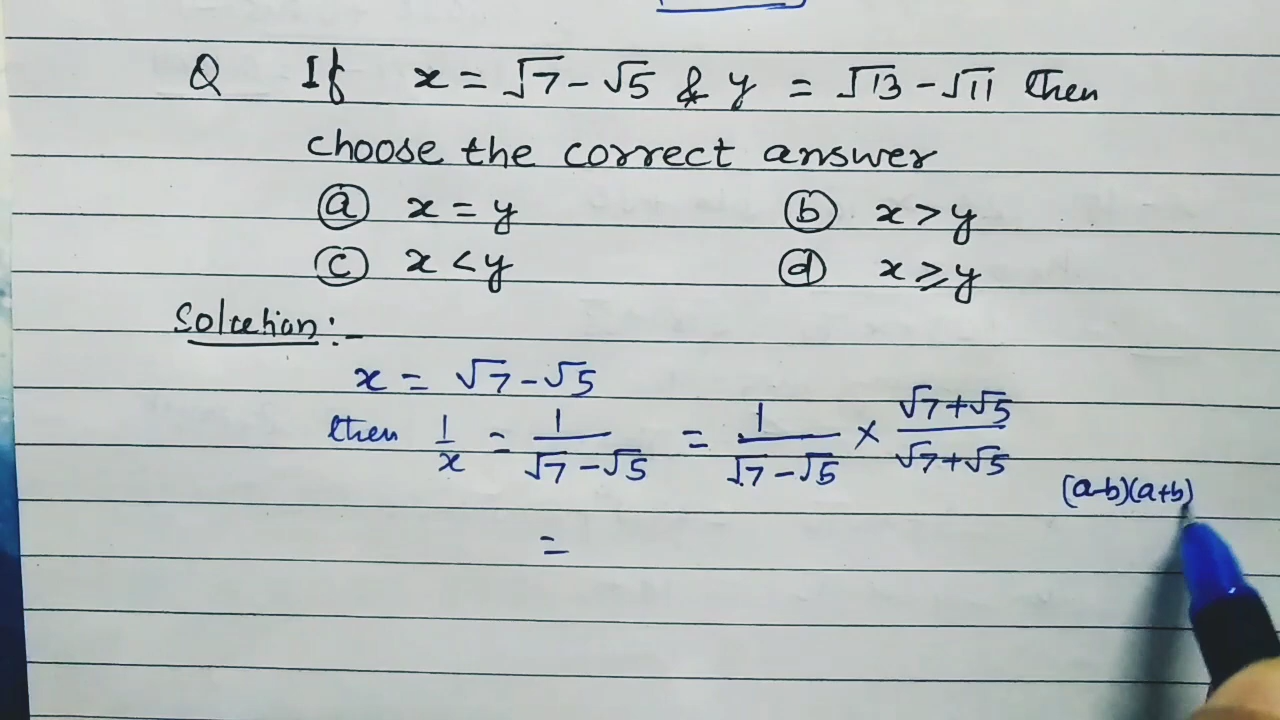 Q If x = √7 - √5 & y = √13 - √11 then
choose the correct answer
ⓐ x = y ⓑ x > y
ⓒ x < y ⓓ x ≥ y
Solution:-
x = √7 - √5
then 1/x = 1/(√7 - √5) = 1/(√7 - √5) × (√7 + √5)/(√7 + √5)
(a-b)(a+b)
=